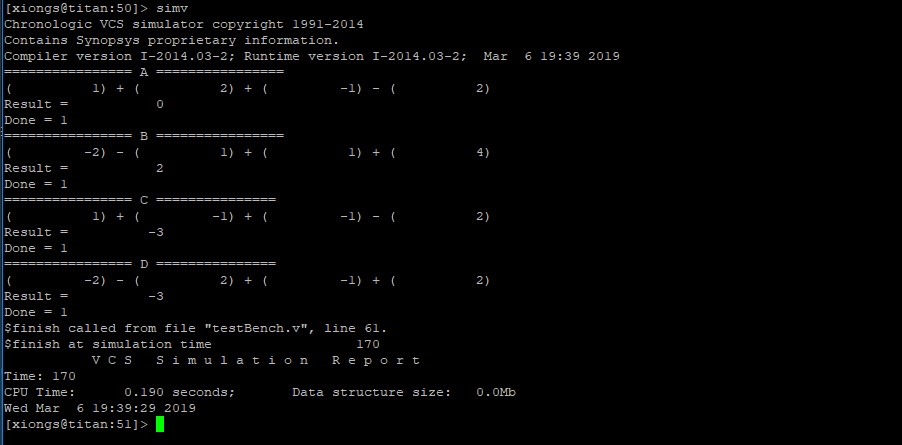 [xiongs@titan:50]> simv
Chronologic VCS simulator copyright 1991-2014
Contains Synopsys proprietary information.
Compiler version I-2014.03-2; Runtime version I-2014.03-2;  Mar  6 19:39 2019
================ A ================
(          1) + (          2) + (         -1) - (          2)
Result =           0
Done = 1
================ B ================
(         -2) - (          1) + (          1) + (          4)
Result =           2
Done = 1
================ C ===============
(          1) + (         -1) + (         -1) - (          2)
Result =          -3
Done = 1
================ D ===============
(         -2) - (          2) + (         -1) + (          2)
Result =          -3
Done = 1
$finish called from file "testBench.v", line 61.
$finish at simulation time                  170
           V C S   S i m u l a t i o n   R e p o r t
Time: 170
CPU Time:      0.190 seconds;       Data structure size:   0.0Mb
Wed Mar  6 19:39:29 2019
[xiongs@titan:51]>